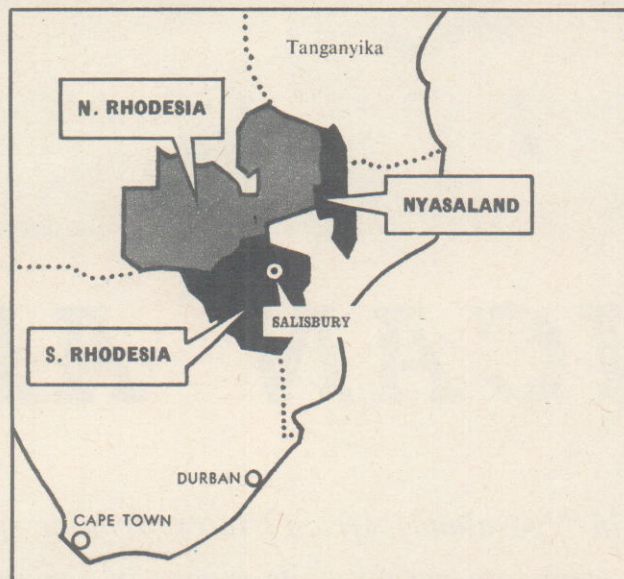 Tanganyika
N. RHODESIA
NYASALAND
SALISBURY
S. RHODESIA
DURBAN
CAPE TOWN